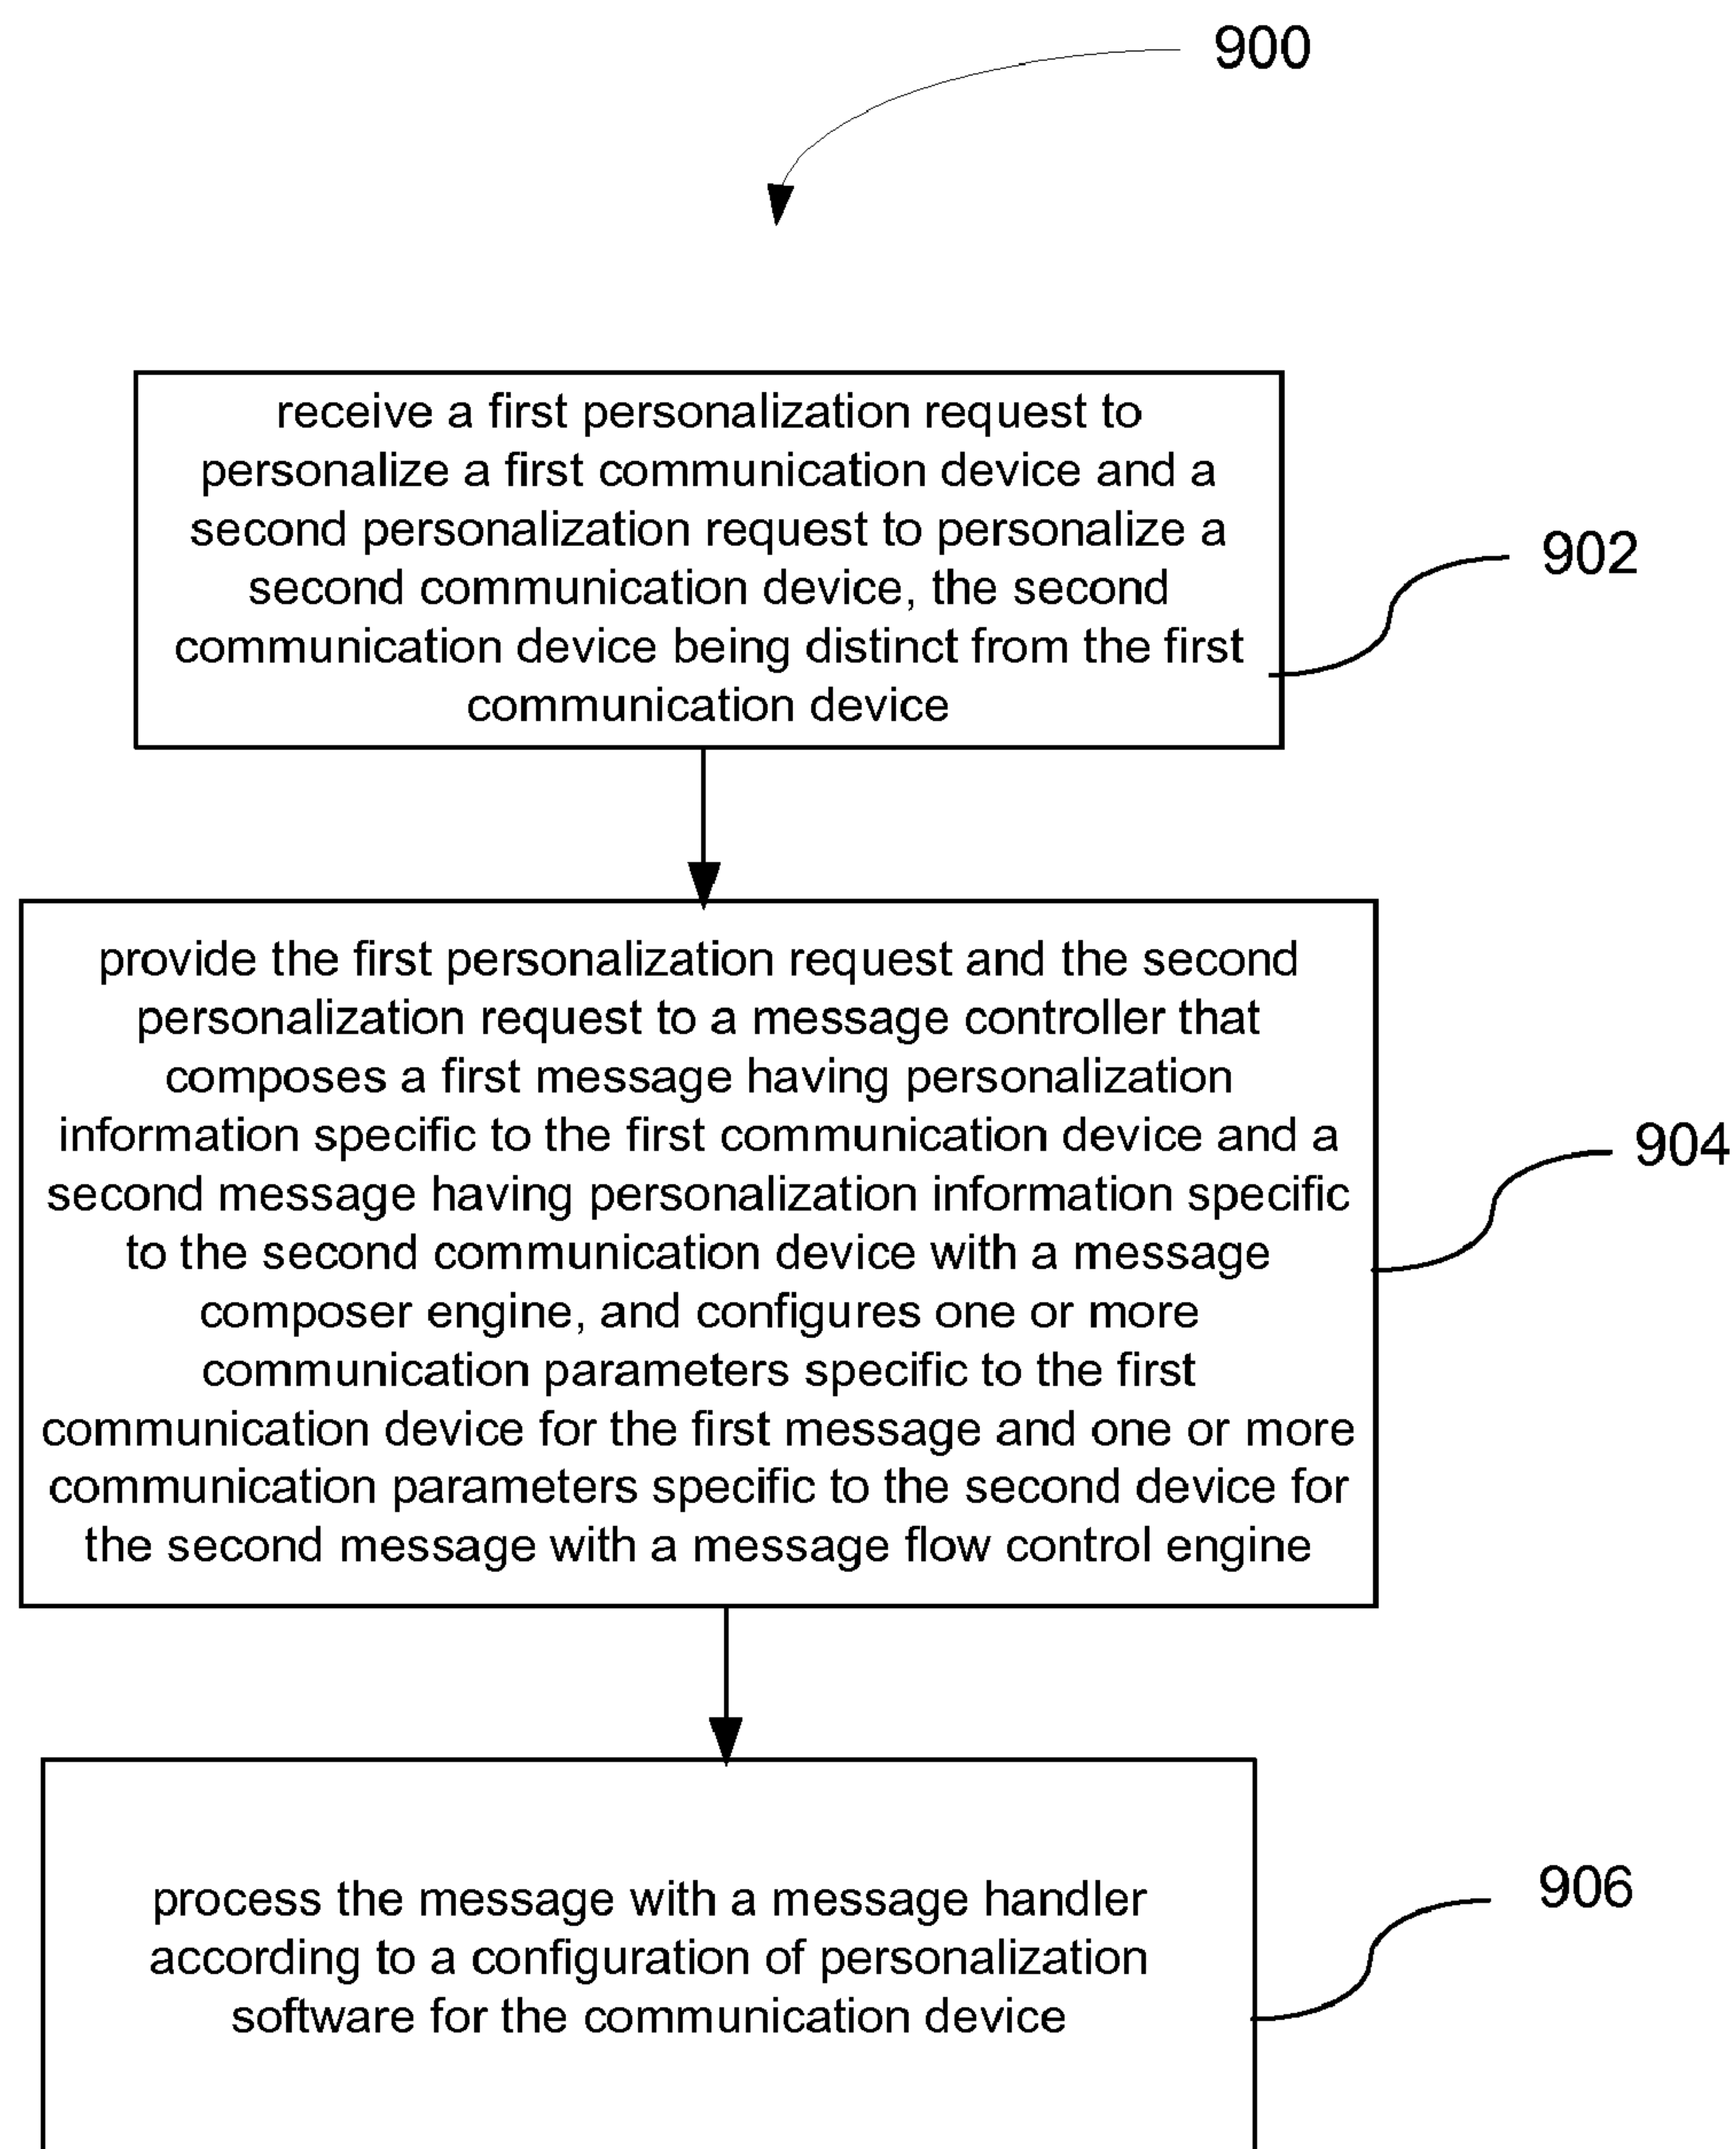 900
receive a first personalization request to
personalize a first communication device and a
second personalization request to personalize a
second communication device, the second
communication device being distinct from the first
communication device
902
provide the first personalization request and the second
personalization request to a message controller that
composes a first message having personalization
information specific to the first communication device and a
second message having personalization information specific
to the second communication device with a message
composer engine, and configures one or more
communication parameters specific to the first
communication device for the first message and one or more
communication parameters specific to the second device for
the second message with a message flow control engine
904
process the message with a message handler
according to a configuration of personalization
software for the communication device
906